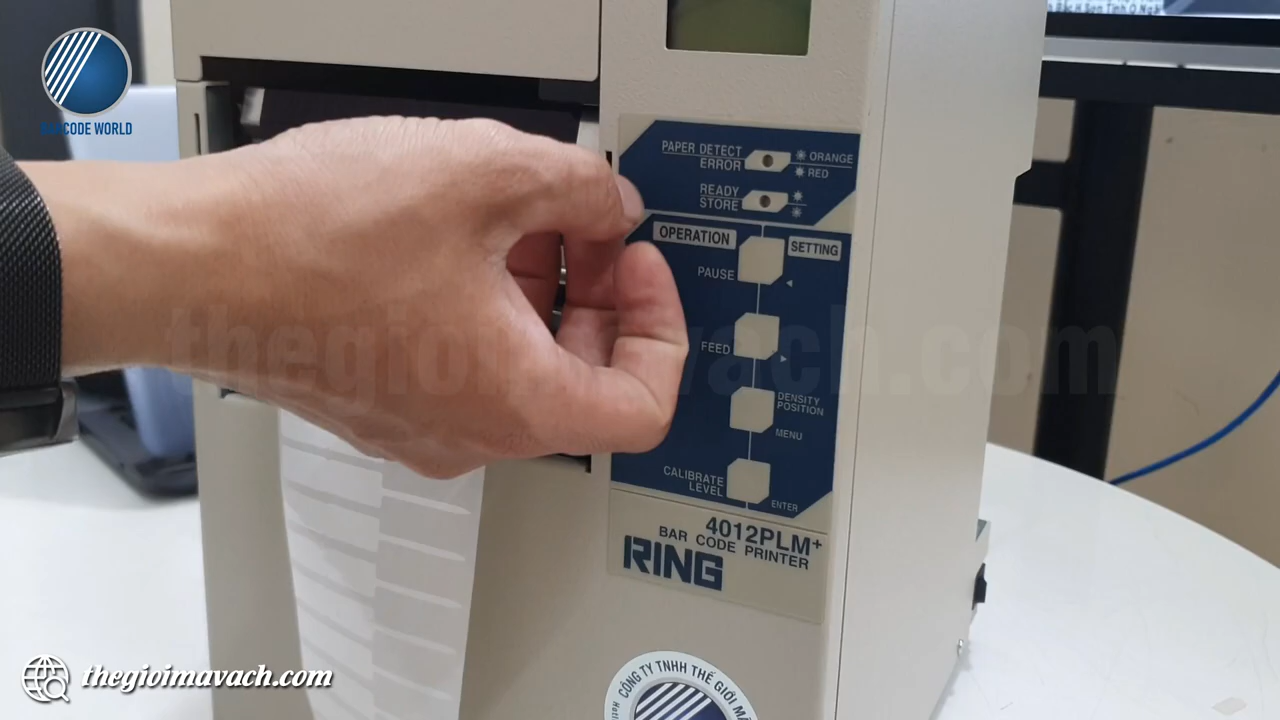 BARCODE WORLD
PAPER DETECT
ERROR
ORANGE
RED
READY
STORE
OPERATION
SETTING
PAUSE
FEED
DENSITY
POSITION
MENU
CALIBRATE
LEVEL
ENTER
4012PLM+
BAR CODE PRINTER
RING
thegioimavach.com
CÔNG TY TNHH THẾ GIỚI MÃ
thegioimavach.com